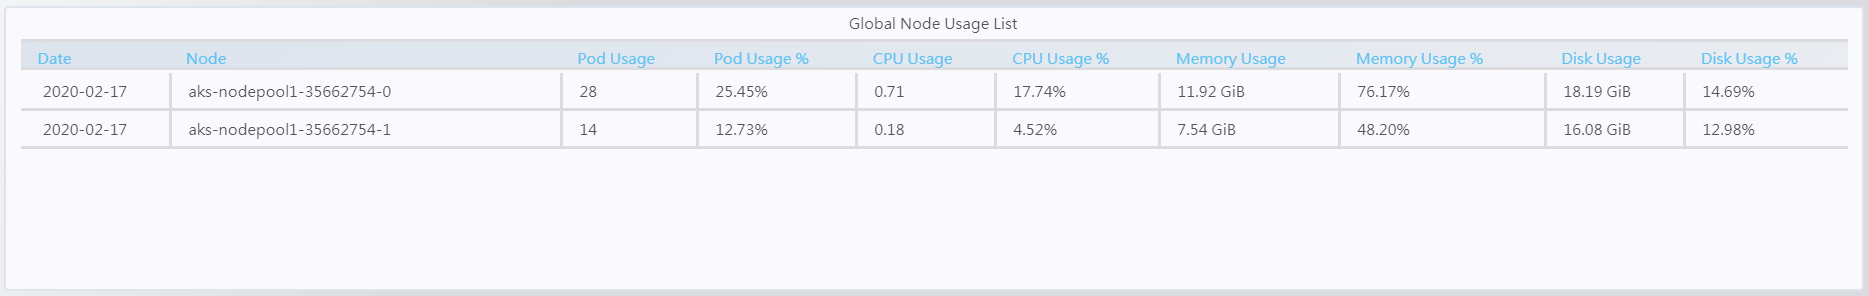 Global Node Usage List
Date Node Pod Usage Pod Usage % CPU Usage CPU Usage % Memory Usage Memory Usage % Disk Usage Disk Usage %
2020-02-17 aks-nodepool1-35662754-0 28 25.45% 0.71 17.74% 11.92 GiB 76.17% 18.19 GiB 14.69%
2020-02-17 aks-nodepool1-35662754-1 14 12.73% 0.18 4.52% 7.54 GiB 48.20% 16.08 GiB 12.98%